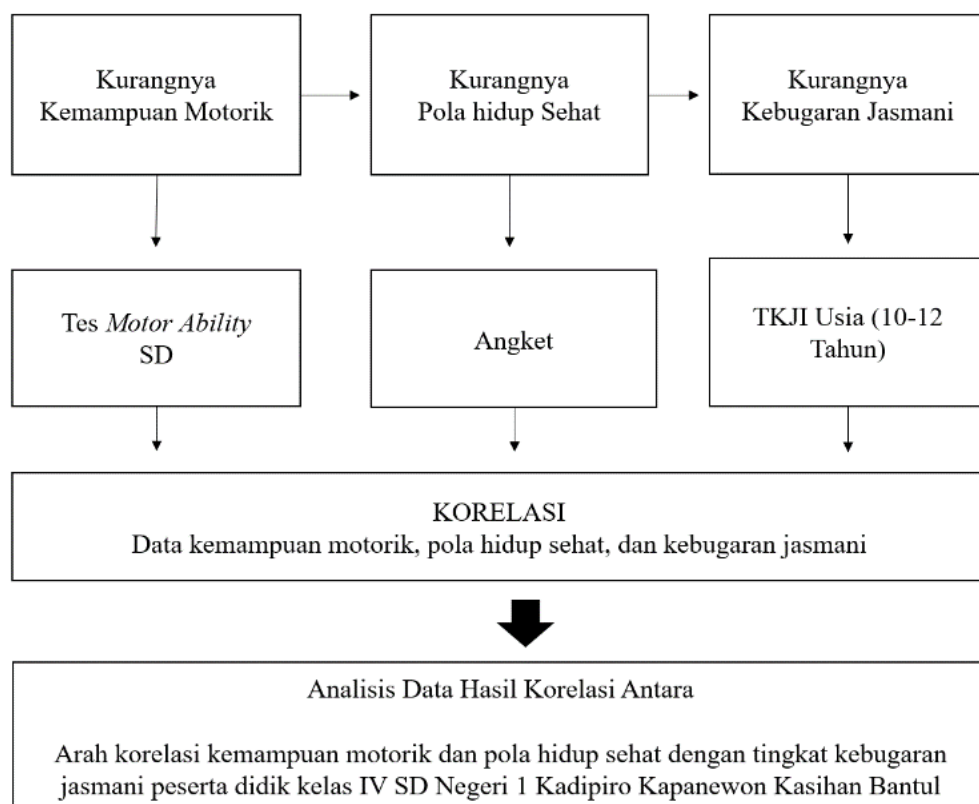 Kurangnya
Kemampuan Motorik
Kurangnya
Pola hidup Sehat
Kurangnya
Kebugaran Jasmani
Tes Motor Ability
SD
Angket
TKJI Usia (10-12
Tahun)
KORELASI
Data kemampuan motorik, pola hidup sehat, dan kebugaran jasmani
Analisis Data Hasil Korelasi Antara
Arah korelasi kemampuan motorik dan pola hidup sehat dengan tingkat kebugaran
jasmani peserta didik kelas IV SD Negeri 1 Kadipiro Kapanewon Kasihan Bantul